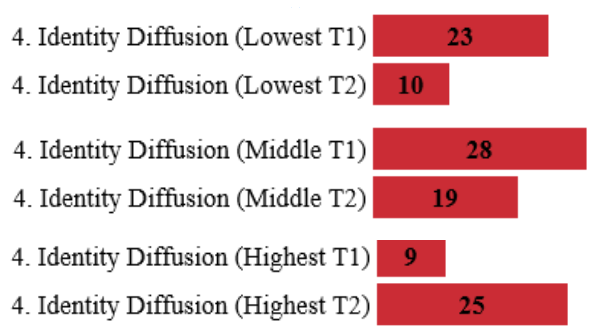 4. Identity Diffusion (Lowest T1) 23
4. Identity Diffusion (Lowest T2) 10
4. Identity Diffusion (Middle T1) 28
4. Identity Diffusion (Middle T2) 19
4. Identity Diffusion (Highest T1) 9
4. Identity Diffusion (Highest T2) 25